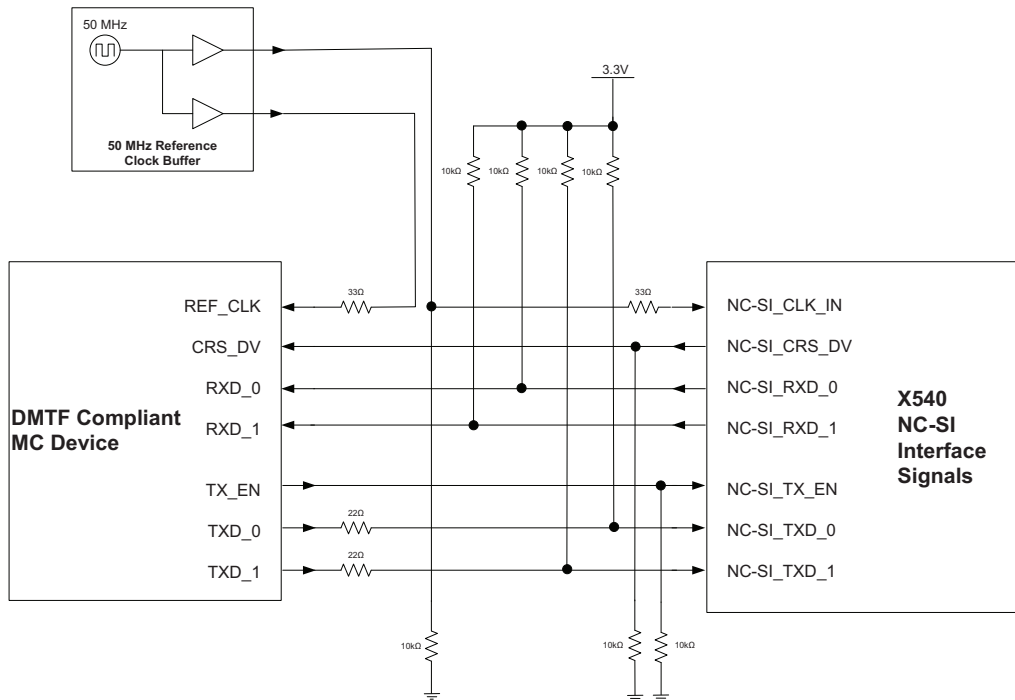 50 MHz
50 MHz Reference
Clock Buffer
3.3V
10kΩ
10kΩ
10kΩ
10kΩ
DMTF Compliant
MC Device
REF_CLK
CRS_DV
RXD_0
RXD_1
TX_EN
TXD_0
TXD_1
33Ω
33Ω
22Ω
22Ω
NC-SI_CLK_IN
NC-SI_CRS_DV
NC-SI_RXD_0
NC-SI_RXD_1
NC-SI_TX_EN
NC-SI_TXD_0
NC-SI_TXD_1
X540
NC-SI
Interface
Signals
10kΩ
10kΩ
10kΩ